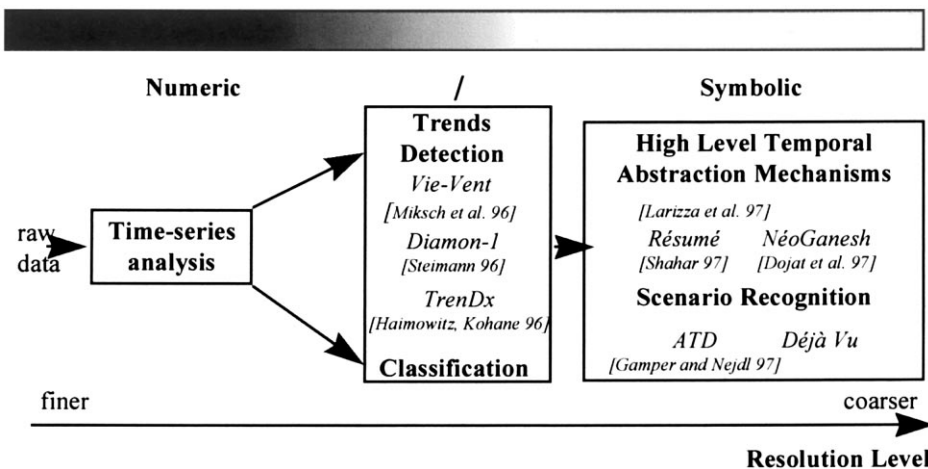 Numeric
/
Symbolic
Trends
Detection
Vie-Vent
[Miksch et al. 96]
Diamon-1
[Steimann 96]
TrenDx
[Haimowitz, Kohane 96]
Classification
raw
data
Time-series
analysis
High Level Temporal
Abstraction Mechanisms
[Larizza et al. 97]
Résumé NéoGanesh
[Shahar 97] [Dojat et al. 97]
Scenario Recognition
ATD Déjà Vu
[Gamper and Nejdl 97]
finer
coarser
Resolution Level